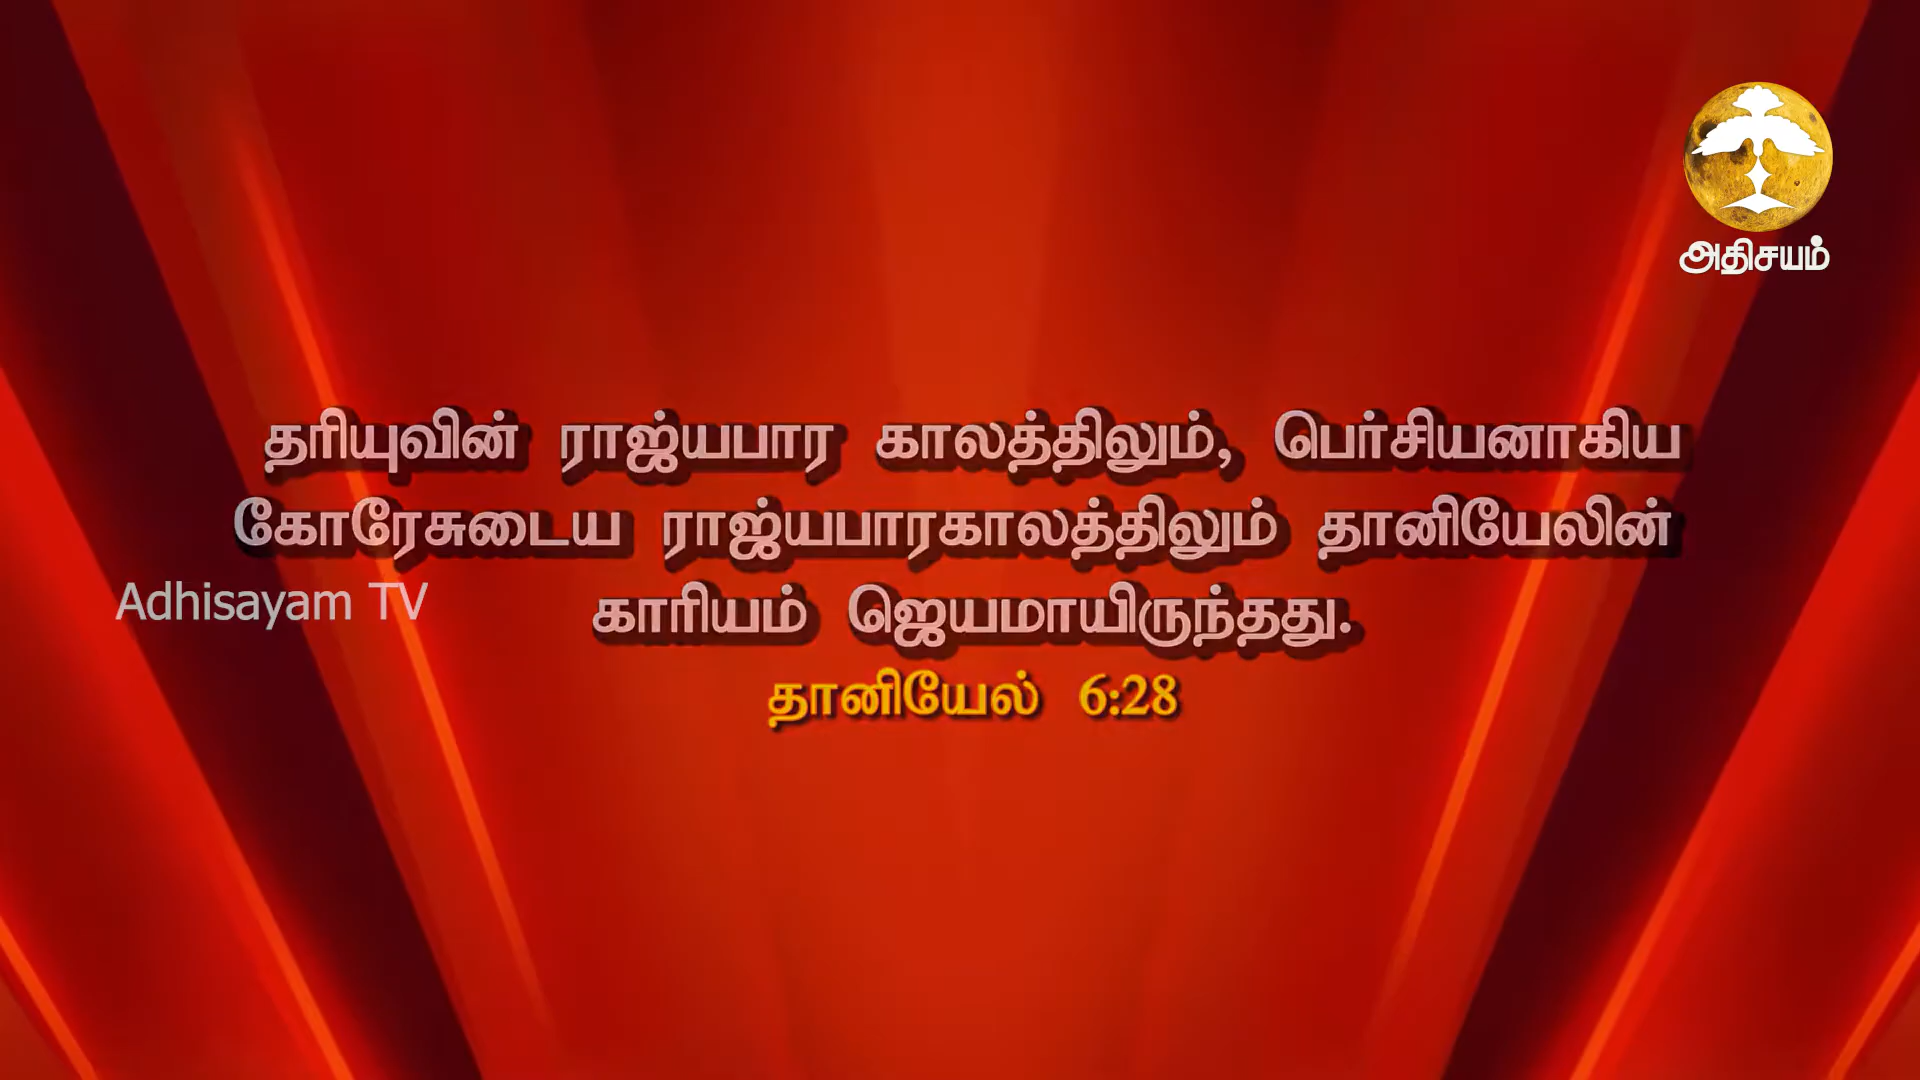 அதிசயம்
தரியுவின் ராஜ்யபார காலத்திலும், பெர்சியனாகிய
கோரேசுடைய ராஜ்யபாரகாலத்திலும் தானியேலின்
காரியம் ஜெயமாயிருந்தது.
Adhisayam TV
தானியேல் 6:28